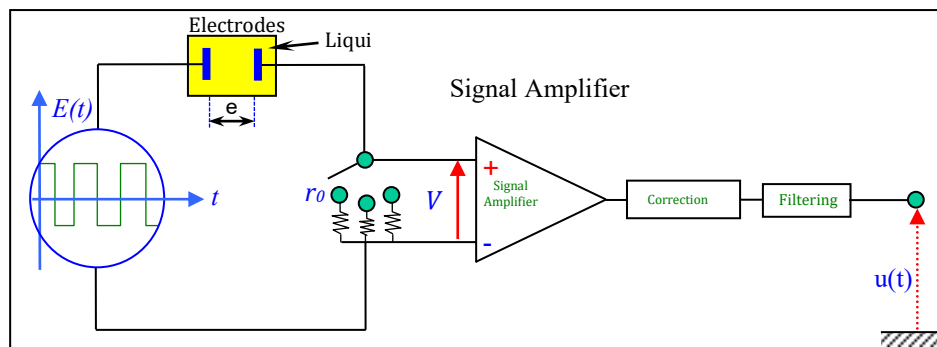 Electrodes
Liqui
Signal Amplifier
E(t)
e
t
r0
V
+
Signal
Amplifier
-
Correction
Filtering
u(t)